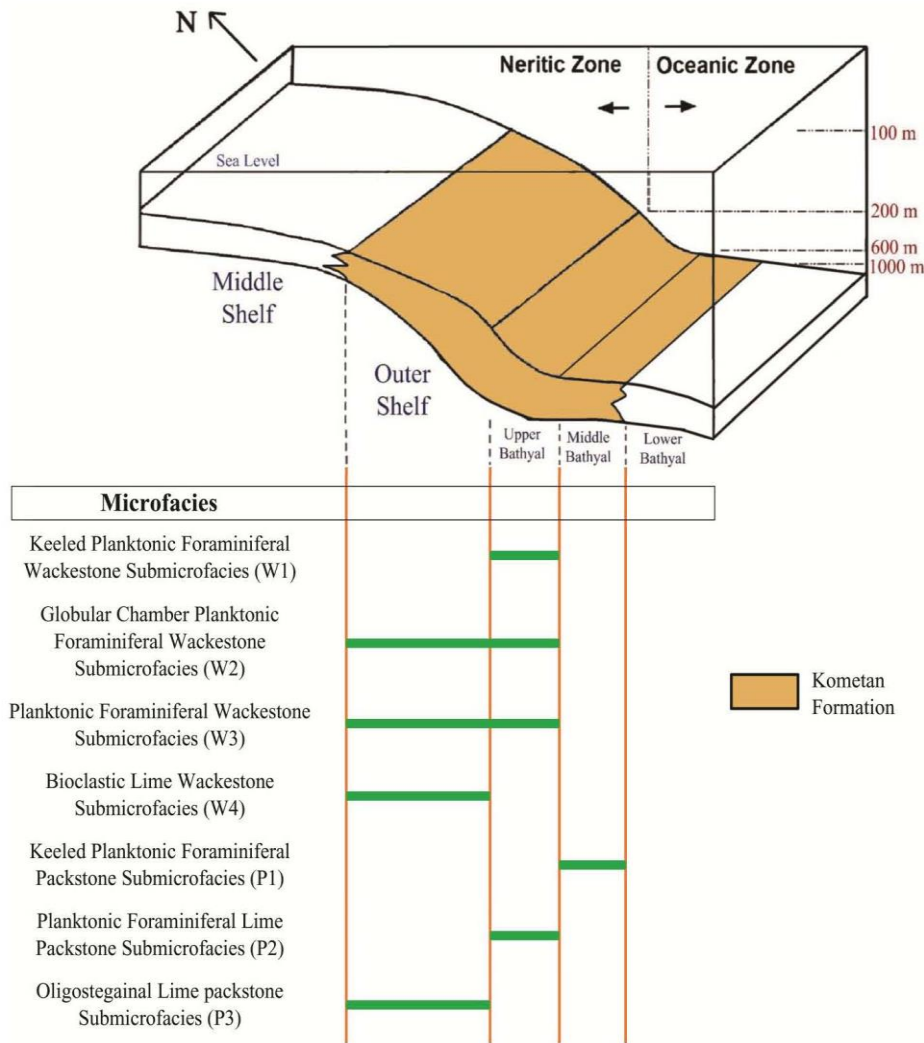 N
Neritic Zone
Oceanic Zone
100 m
Sea Level
200 m
600 m
1000 m
Middle
Shelf
Outer
Shelf
Upper
Bathyal
Middle
Bathyal
Lower
Bathyal
Microfacies
Keeled Planktonic Foraminiferal
Wackestone Submicrofacies (W1)
Globular Chamber Planktonic
Foraminiferal Wackestone
Submicrofacies (W2)
Kometan
Formation
Planktonic Foraminiferal Wackestone
Submicrofacies (W3)
Bioclastic Lime Wackestone
Submicrofacies (W4)
Keeled Planktonic Foraminiferal
Packstone Submicrofacies (P1)
Planktonic Foraminiferal Lime
Packstone Submicrofacies (P2)
Oligostegainal Lime packstone
Submicrofacies (P3)